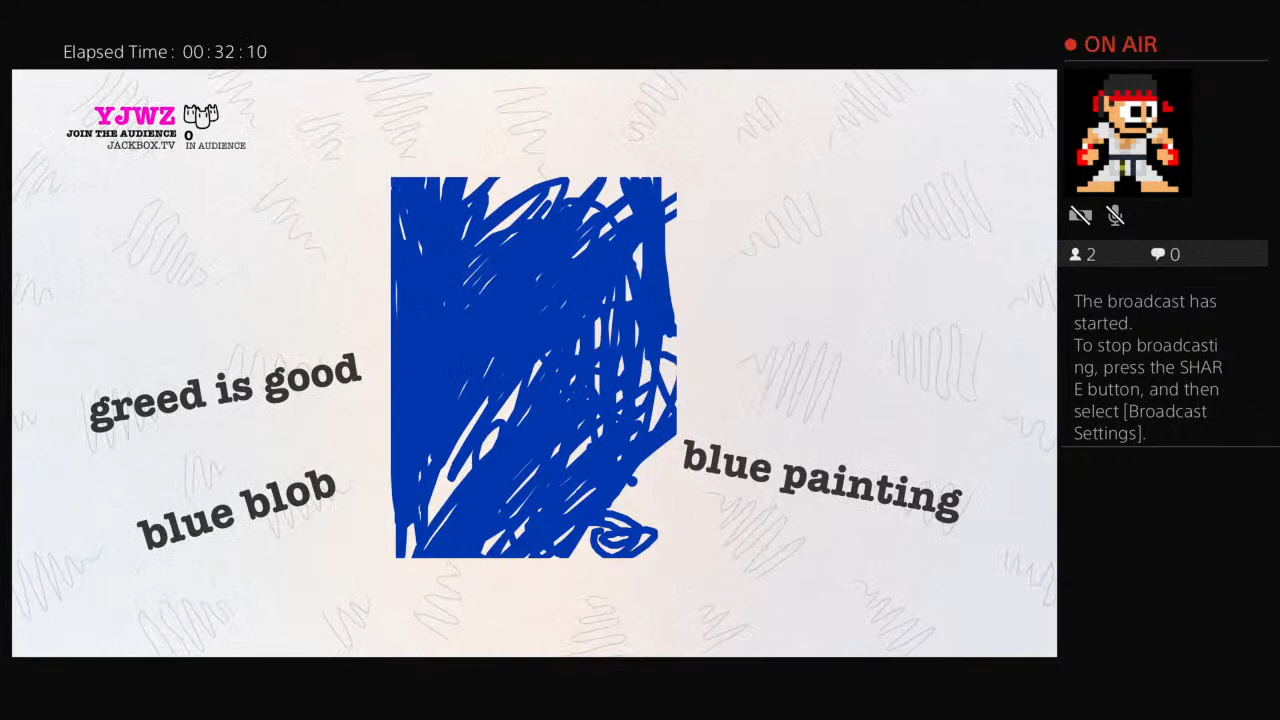 Elapsed Time: 00:32:10
ON AIR
YJWZ
JOIN THE AUDIENCE
JACKBOX.TV
0
IN AUDIENCE
2
0
The broadcast has
started.
To stop broadcasti
ng, press the SHAR
E button, and then
select [Broadcast
Settings].
greed is good
blue blob
blue painting